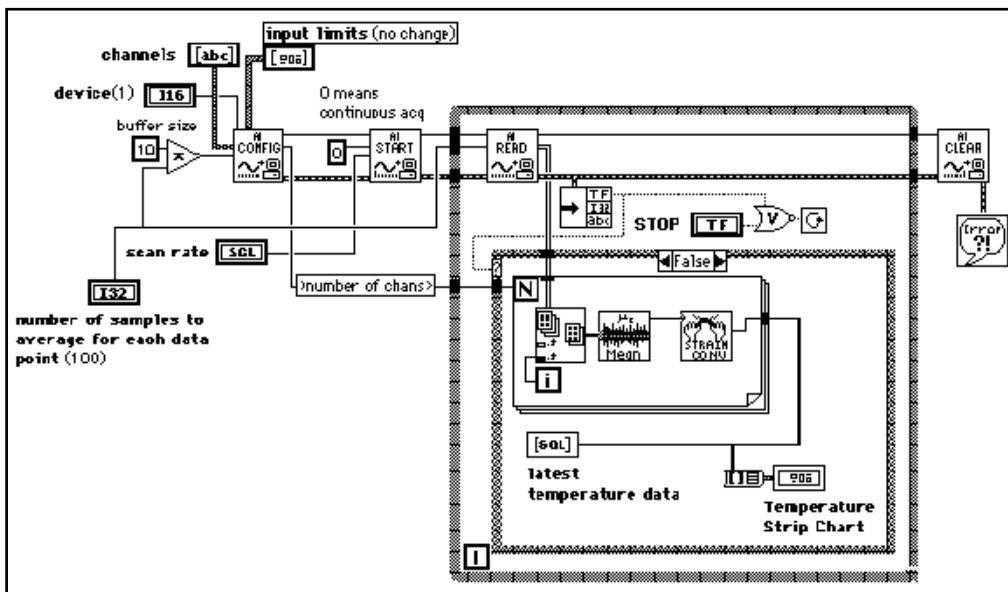 input limits (no change)
channels
[abc]
device(1)
I16
0 means
continuous acq
buffer size
10
AI
CONFIG
0
AI
START
AI
READ
AI
CLEAR
TF
I32
abc
STOP
TF
V
Error
?!
scan rate
SGL
False
number of chans
N
I32
number of samples to
average for each data
point (100)
με
Mean
STRAIN
CONV
i
[SGL]
latest
temperature data
Temperature
Strip Chart